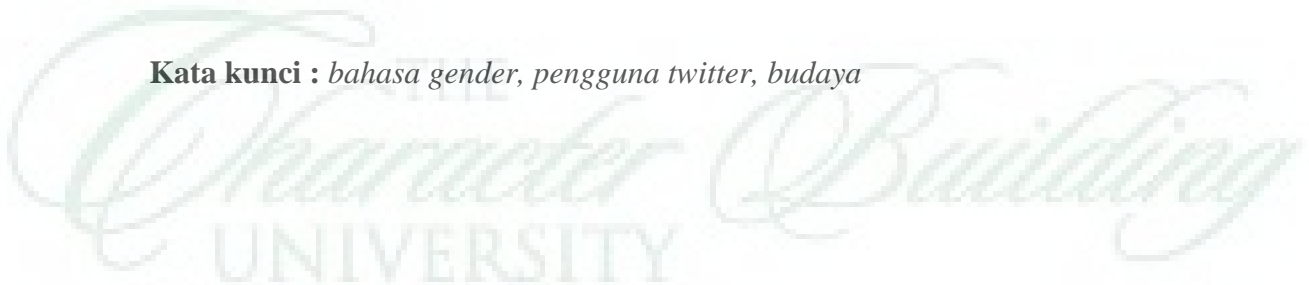 Kata kunci : bahasa gender, pengguna twitter, budaya
THE
Character Building
UNIVERSITY